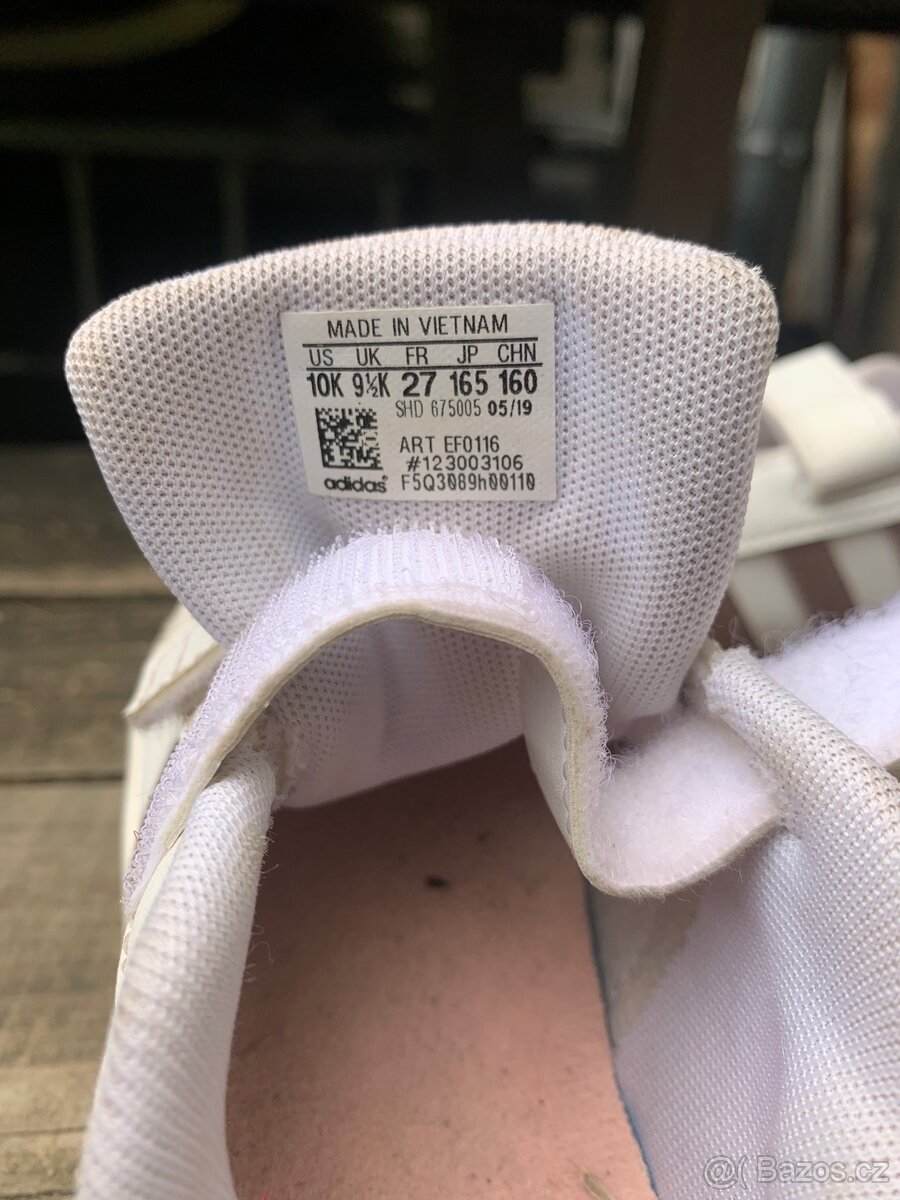 MADE IN VIETNAM
US UK FR JP CHN
10K 9½K 27 165 160
SHD 675005 05/19
ART EF0116
#123003106
adidas® F5Q3089h00110
@( Bazos.cz